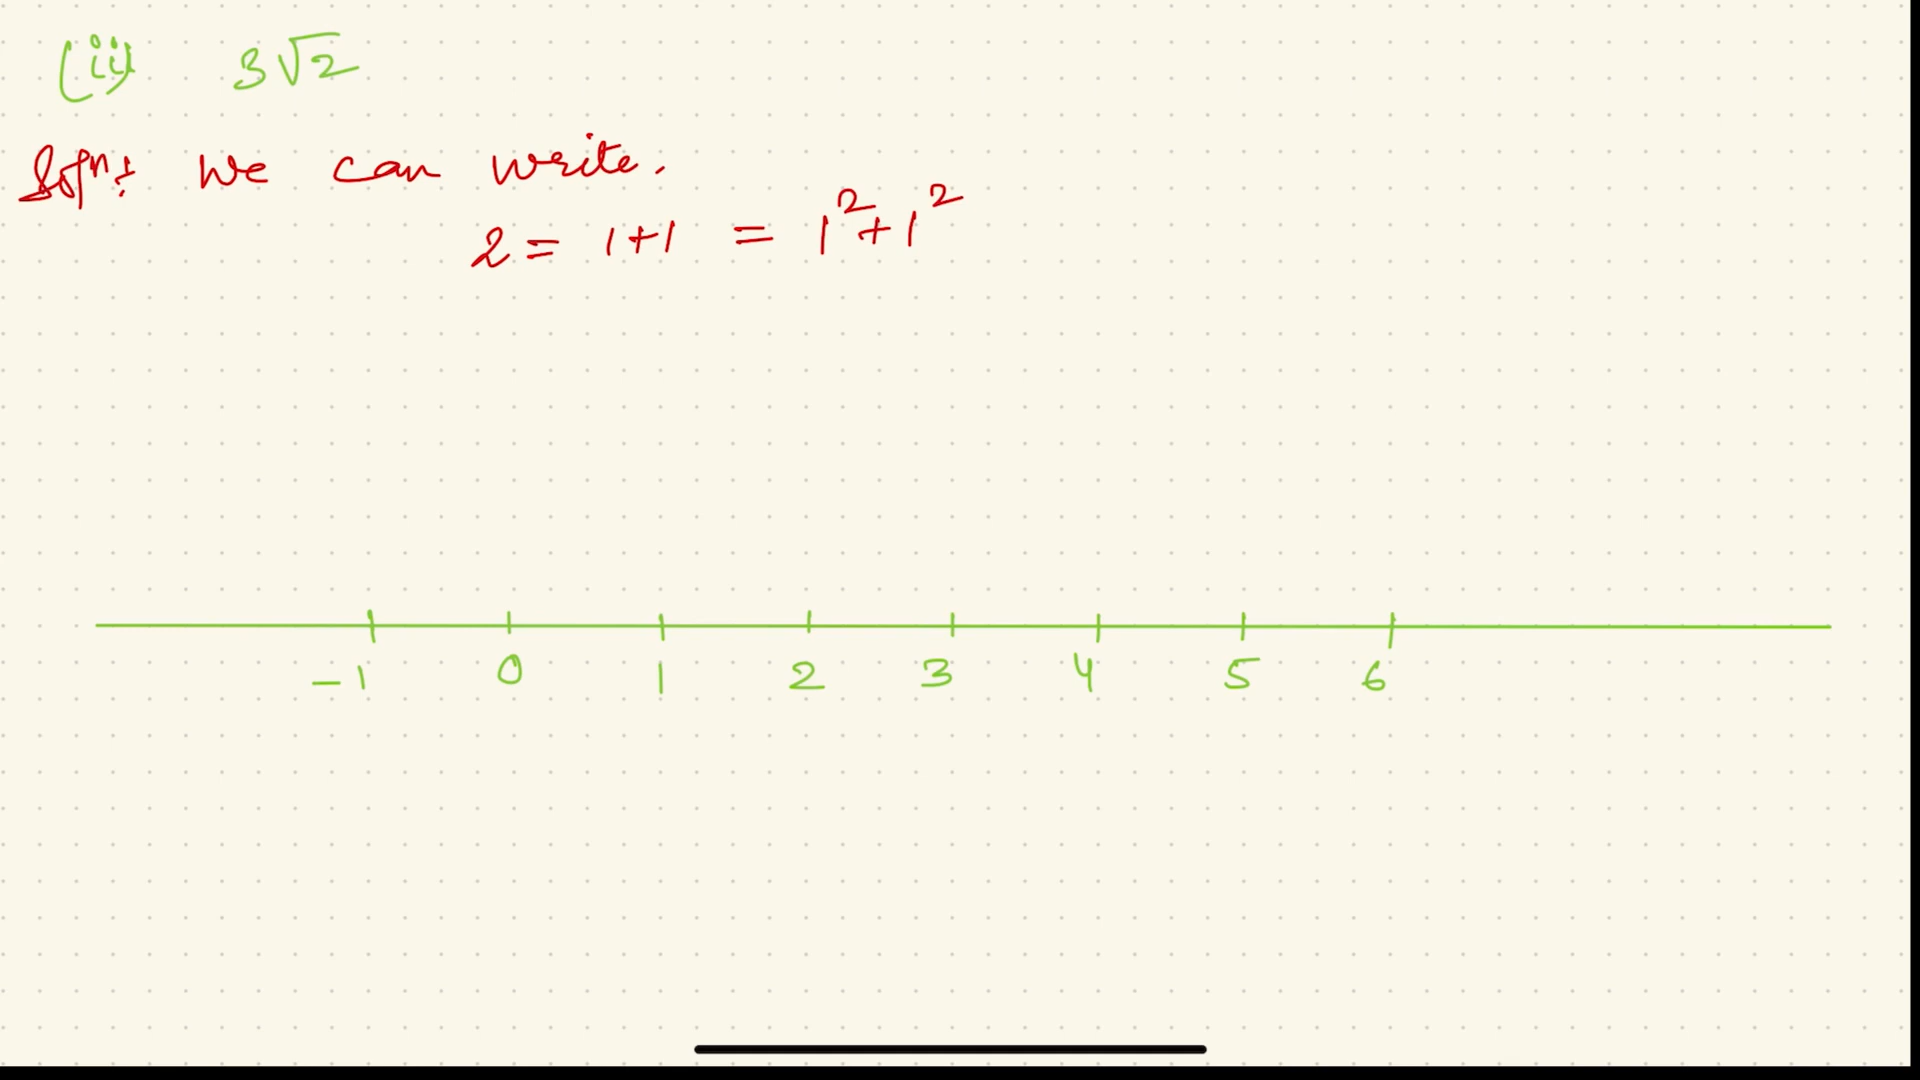 (ii) 3√2
Solⁿ: We can write.
2 = 1+1 = 1² + 1²
-1 0 1 2 3 4 5 6